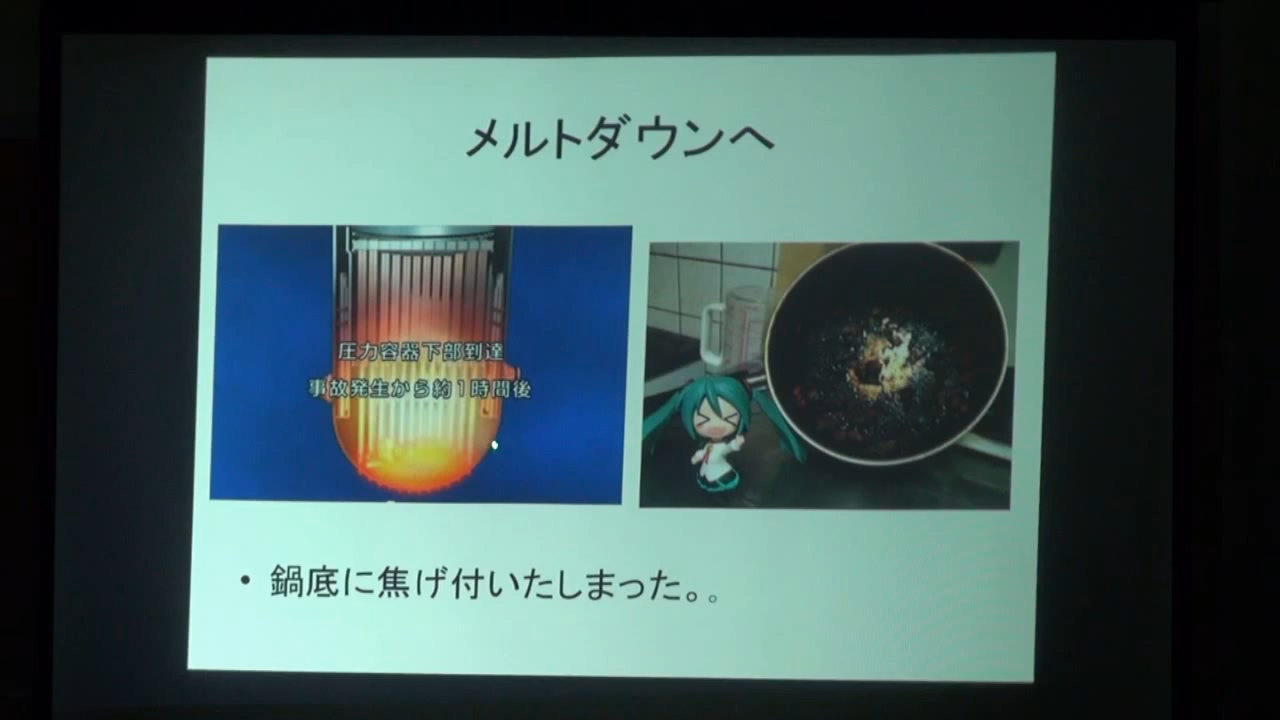 メルトダウンへ
圧力容器下部到達
事故発生から約1時間後
• 鍋底に焦げ付いたしまった。。